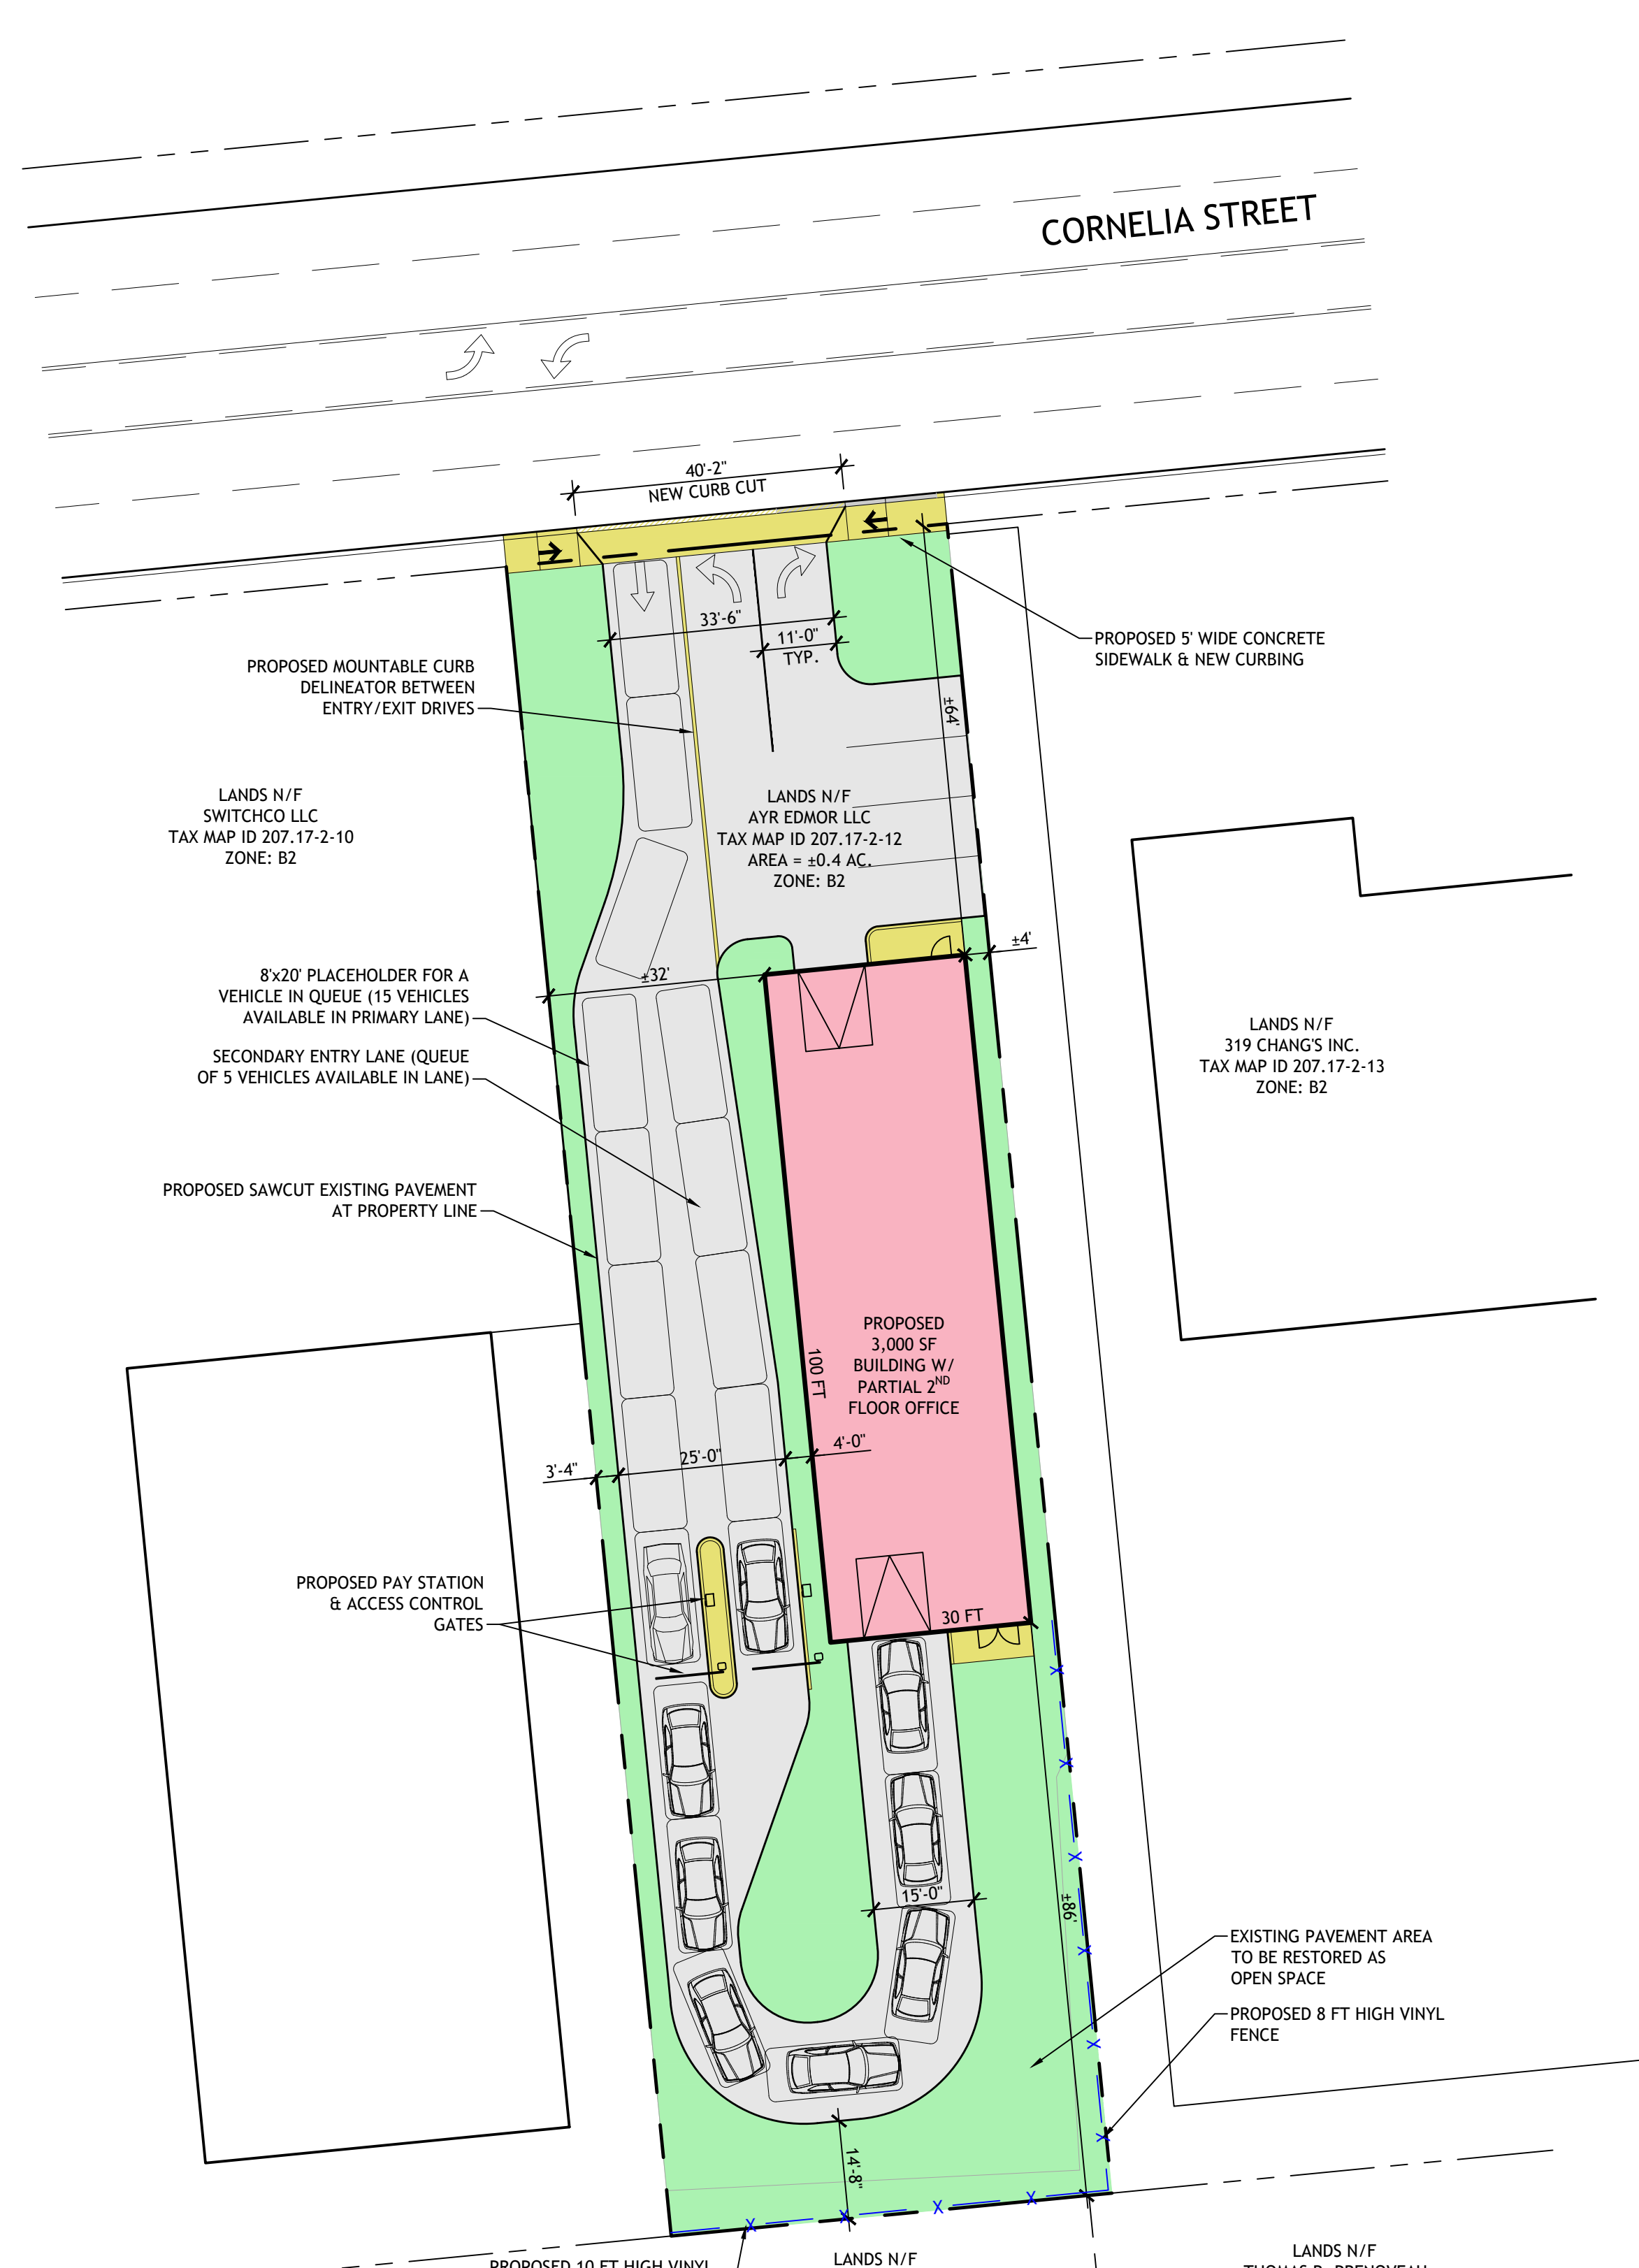 CORNELIA STREET
40'-2"
NEW CURB CUT
33'-6"
11'-0"
TYP.
PROPOSED 5' WIDE CONCRETE
SIDEWALK & NEW CURBING
PROPOSED MOUNTABLE CURB
DELINEATOR BETWEEN
ENTRY/EXIT DRIVES
±64'
LANDS N/F
SWITCHCO LLC
TAX MAP ID 207.17-2-10
ZONE: B2
LANDS N/F
AYR EDMOR LLC
TAX MAP ID 207.17-2-12
AREA = ±0.4 AC.
ZONE: B2
±4'
±32'
8'x20' PLACEHOLDER FOR A
VEHICLE IN QUEUE (15 VEHICLES
AVAILABLE IN PRIMARY LANE)
SECONDARY ENTRY LANE (QUEUE
OF 5 VEHICLES AVAILABLE IN LANE)
LANDS N/F
319 CHANG'S INC.
TAX MAP ID 207.17-2-13
ZONE: B2
PROPOSED SAWCUT EXISTING PAVEMENT
AT PROPERTY LINE
PROPOSED
3,000 SF
BUILDING W/
PARTIAL 2ND
FLOOR OFFICE
100 FT
3'-4"
25'-0"
4'-0"
PROPOSED PAY STATION
& ACCESS CONTROL
GATES
30 FT
15'-0"
±86'
EXISTING PAVEMENT AREA
TO BE RESTORED AS
OPEN SPACE
PROPOSED 8 FT HIGH VINYL
FENCE
14'-8"
PROPOSED 10 FT HIGH VINYL
LANDS N/F
LANDS N/F